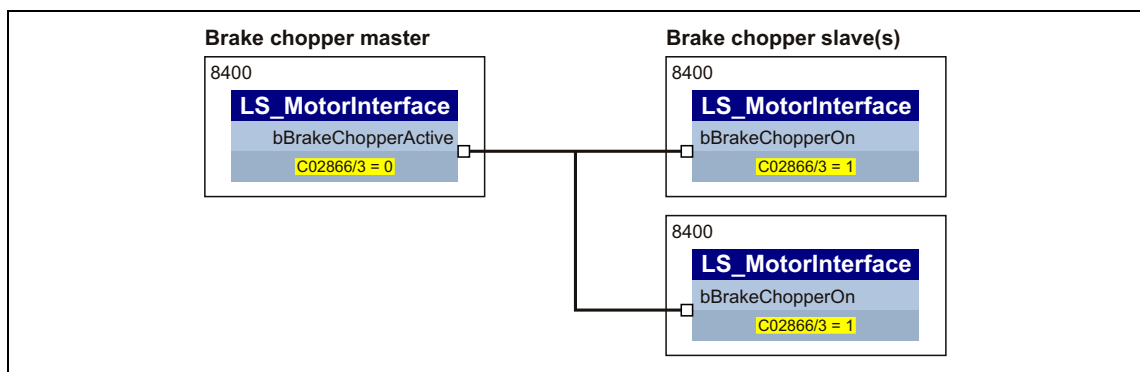 Brake chopper master
8400
LS_MotorInterface
bBrakeChopperActive
C02866/3 = 0
Brake chopper slave(s)
8400
LS_MotorInterface
bBrakeChopperOn
C02866/3 = 1
8400
LS_MotorInterface
bBrakeChopperOn
C02866/3 = 1